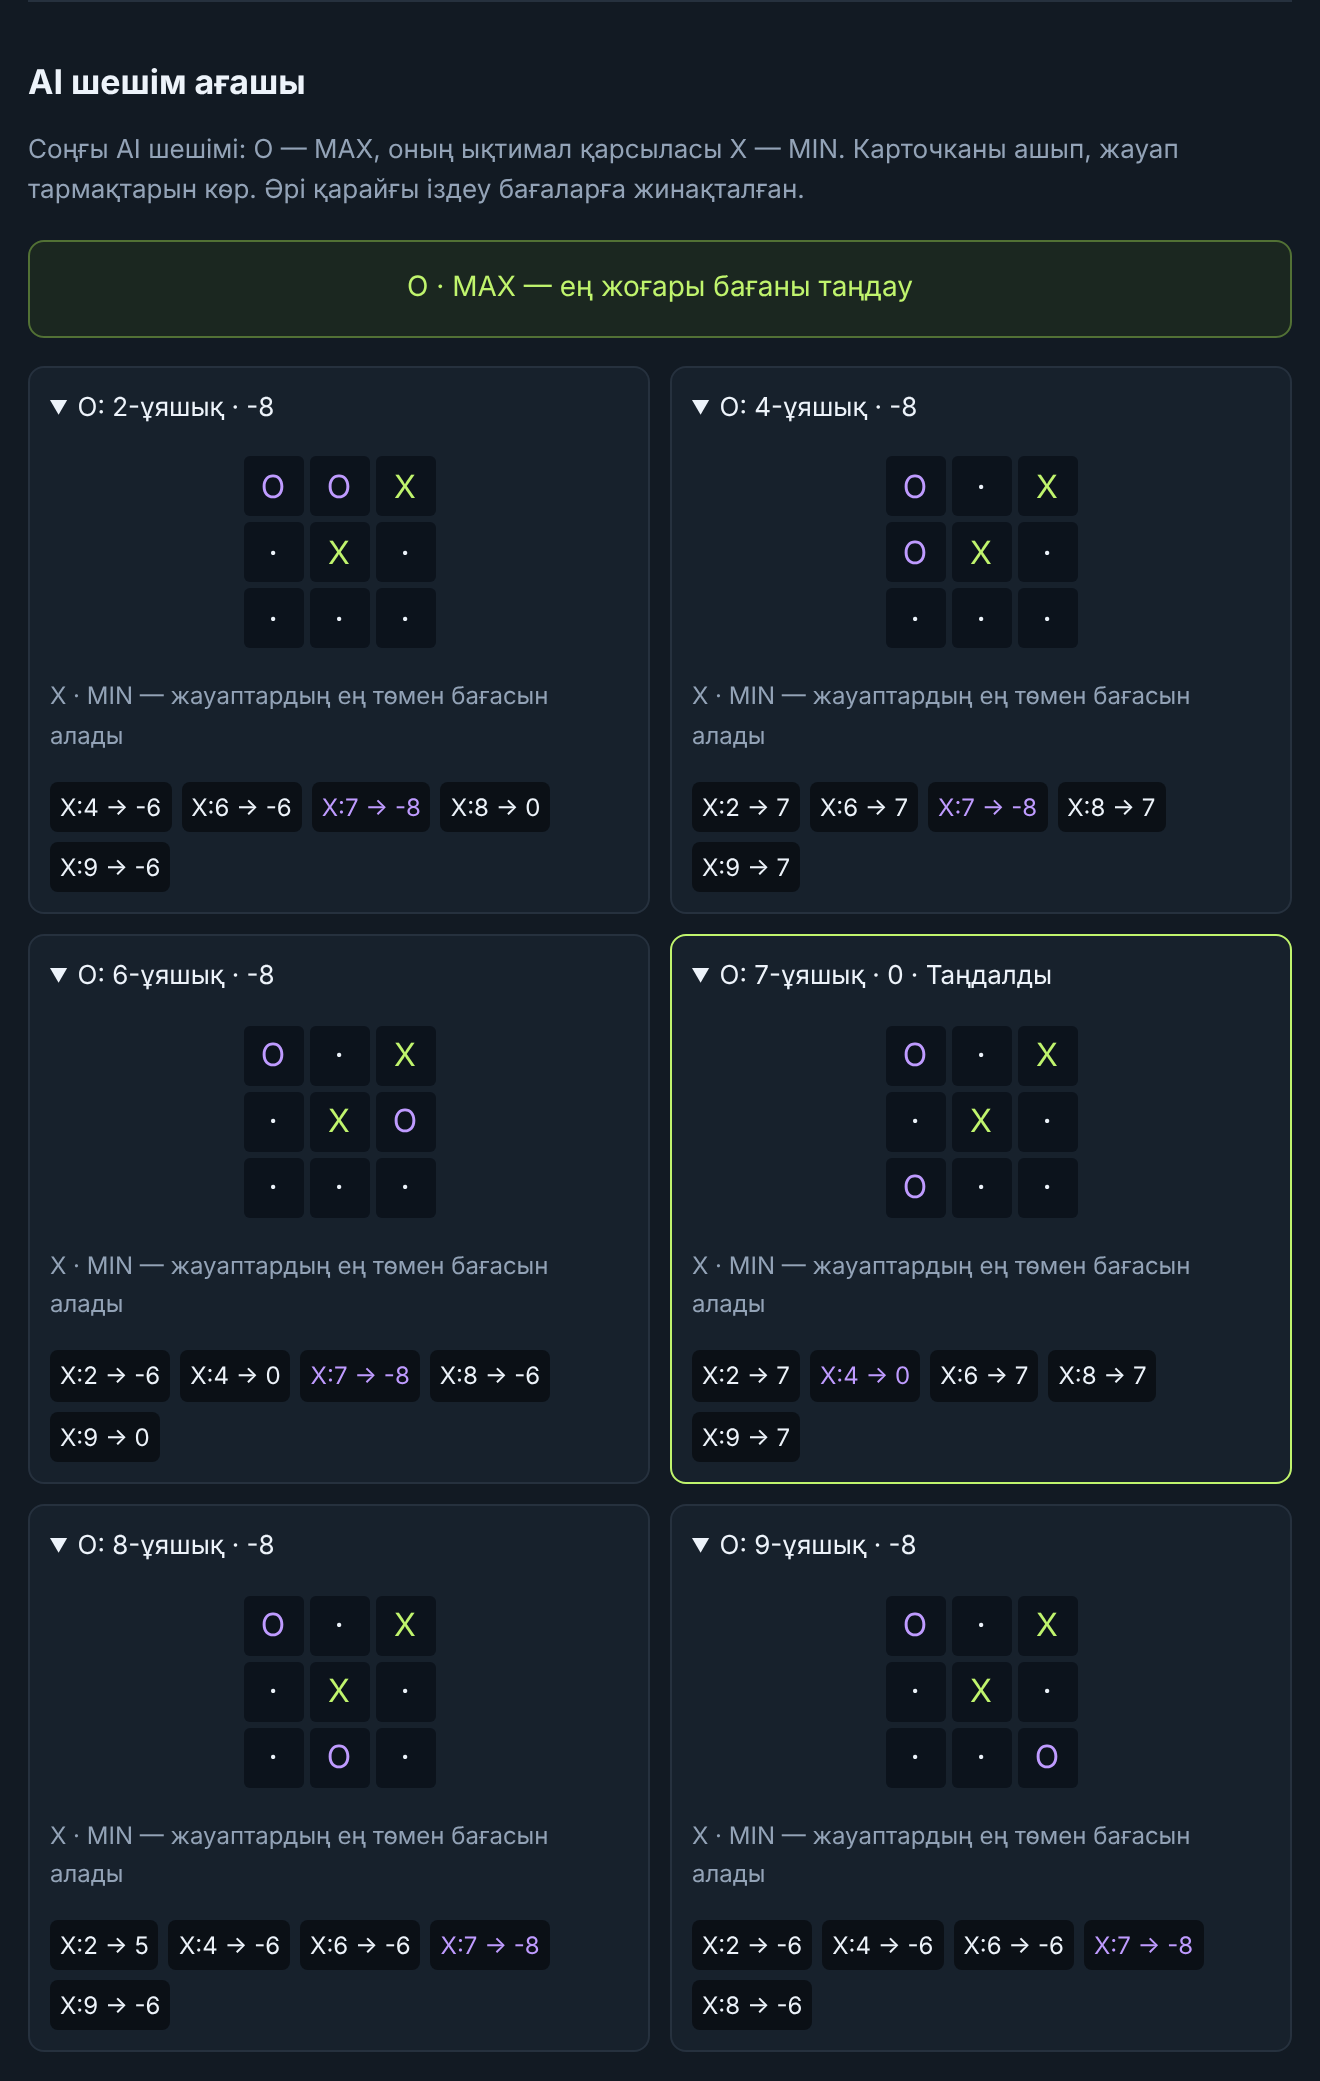 AI шешім ағашы
Соңғы AI шешімі: O — MAX, оның ықтимал қарсыласы X — MIN. Карточканы ашып, жауап
тармақтарын көр. Әрі қарайғы іздеу бағаларға жинақталған.
O · MAX — ең жоғары бағаны таңдау
▼ O: 2-ұяшық · -8
O O X
· X ·
· · ·
X · MIN — жауаптардың ең төмен бағасын
алады
X:4 → -6 X:6 → -6 X:7 → -8 X:8 → 0
X:9 → -6
▼ O: 4-ұяшық · -8
O · X
O X ·
· · ·
X · MIN — жауаптардың ең төмен бағасын
алады
X:2 → 7 X:6 → 7 X:7 → -8 X:8 → 7
X:9 → 7
▼ O: 6-ұяшық · -8
O · X
· X O
· · ·
X · MIN — жауаптардың ең төмен бағасын
алады
X:2 → -6 X:4 → 0 X:7 → -8 X:8 → -6
X:9 → 0
▼ O: 7-ұяшық · 0 · Таңдалды
O · X
· X ·
O · ·
X · MIN — жауаптардың ең төмен бағасын
алады
X:2 → 7 X:4 → 0 X:6 → 7 X:8 → 7
X:9 → 7
▼ O: 8-ұяшық · -8
O · X
· X ·
· O ·
X · MIN — жауаптардың ең төмен бағасын
алады
X:2 → 5 X:4 → -6 X:6 → -6 X:7 → -8
X:9 → -6
▼ O: 9-ұяшық · -8
O · X
· X ·
· · O
X · MIN — жауаптардың ең төмен бағасын
алады
X:2 → -6 X:4 → -6 X:6 → -6 X:7 → -8
X:8 → -6